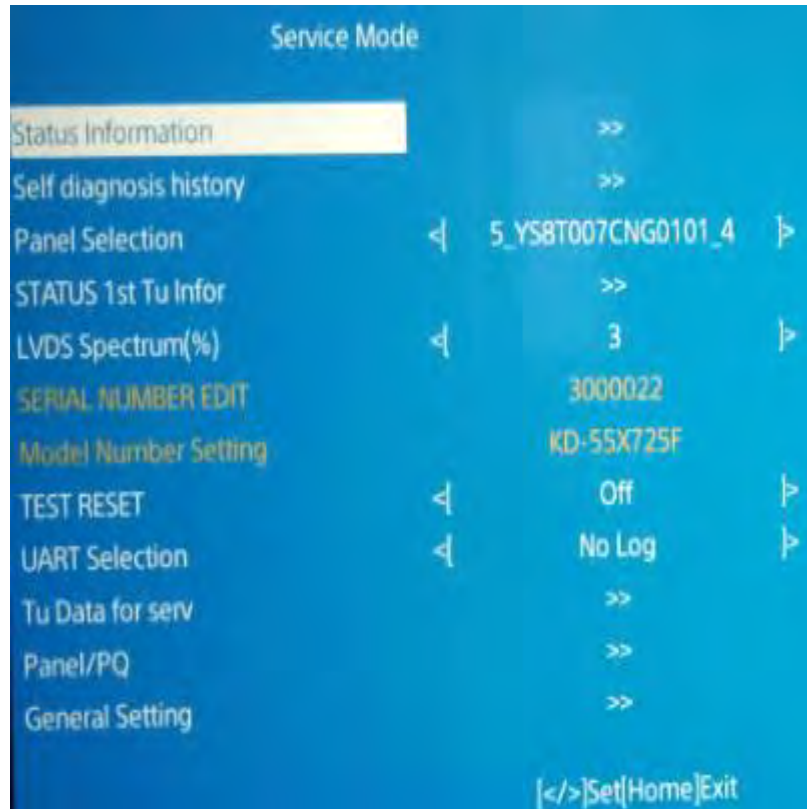 Service Mode
Status Information >>
Self diagnosis history >>
Panel Selection <[ 5_YS8T007CNG0101_4 ]>
STATUS 1st Tu Infor >>
LVDS Spectrum(%) <[ 3 ]>
SERIAL NUMBER EDIT 3000022
Model Number Setting KD-55X725F
TEST RESET <[ Off ]>
UART Selection <[ No Log ]>
Tu Data for serv >>
Panel/PQ >>
General Setting >>
[</>]Set[Home]Exit